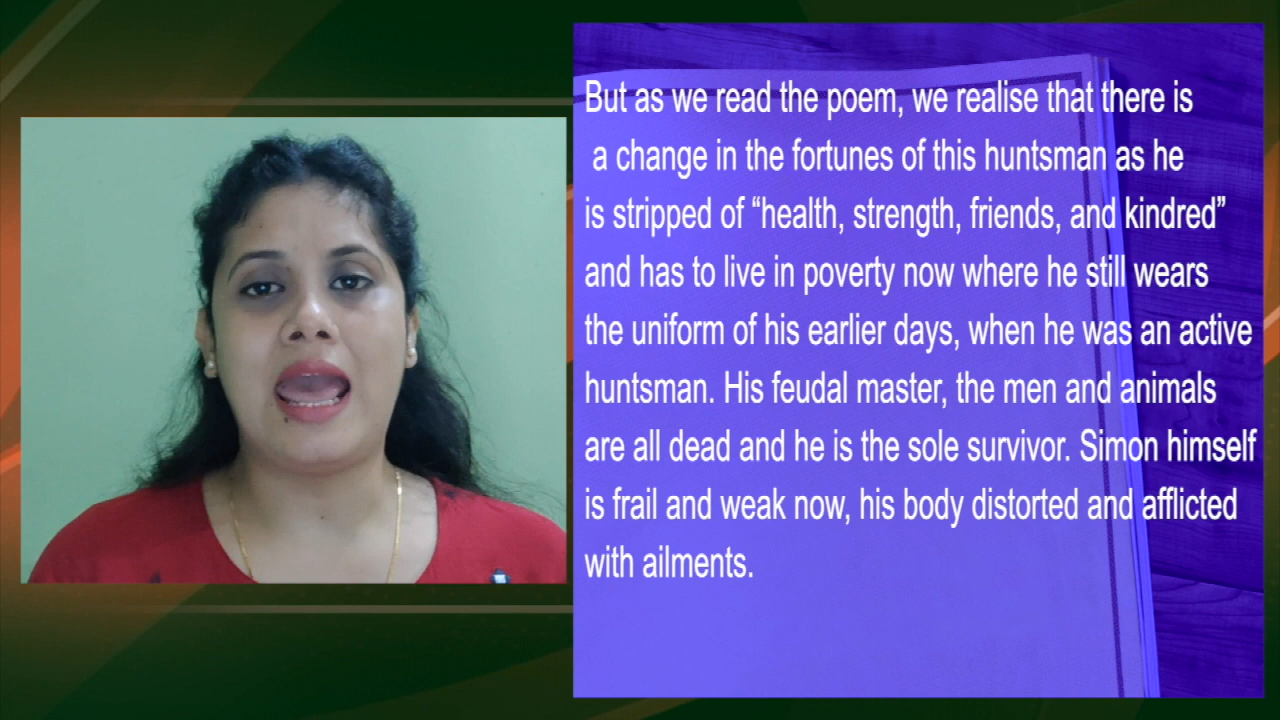 But as we read the poem, we realise that there is
a change in the fortunes of this huntsman as he
is stripped of “health, strength, friends, and kindred”
and has to live in poverty now where he still wears
the uniform of his earlier days, when he was an active
huntsman. His feudal master, the men and animals
are all dead and he is the sole survivor. Simon himself
is frail and weak now, his body distorted and afflicted
with ailments.